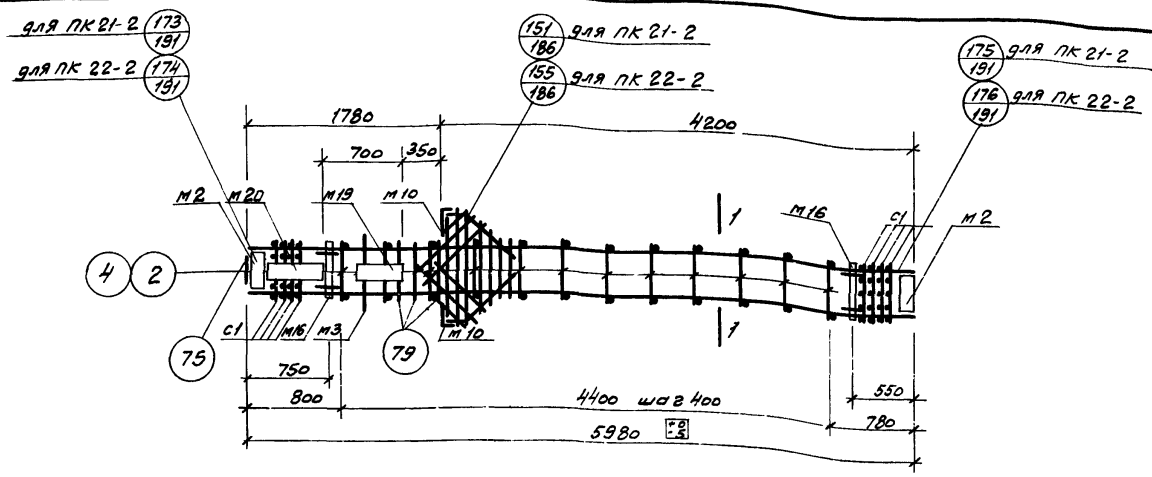 для ПК 21-2 173
191
для ПК 22-2 174
191
151 для ПК 21-2
186
155 для ПК 22-2
186
175 для ПК 21-2
191
176 для ПК 22-2
191
1780
4200
700
350
м2
м20
м19
м10
1
м16
с1
м2
4
2
с1
м16
м3
м10
1
75
79
750
550
800
4400 шаг 400
780
5980 +0
-5